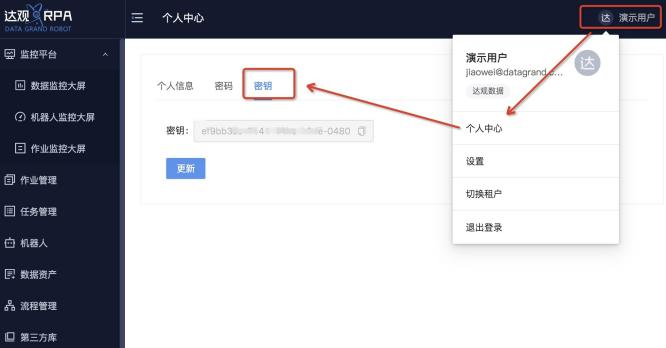 达观 RPA
DATA GRAND ROBOT
个人中心
达 演示用户
监控平台
数据监控大屏
机器人监控大屏
作业监控大屏
作业管理
任务管理
机器人
数据资产
流程管理
第三方库
个人信息 密码 密钥
密钥:
更新
演示用户
jiaowei@datagrand.c...
达
达观数据
个人中心
设置
切换租户
退出登录